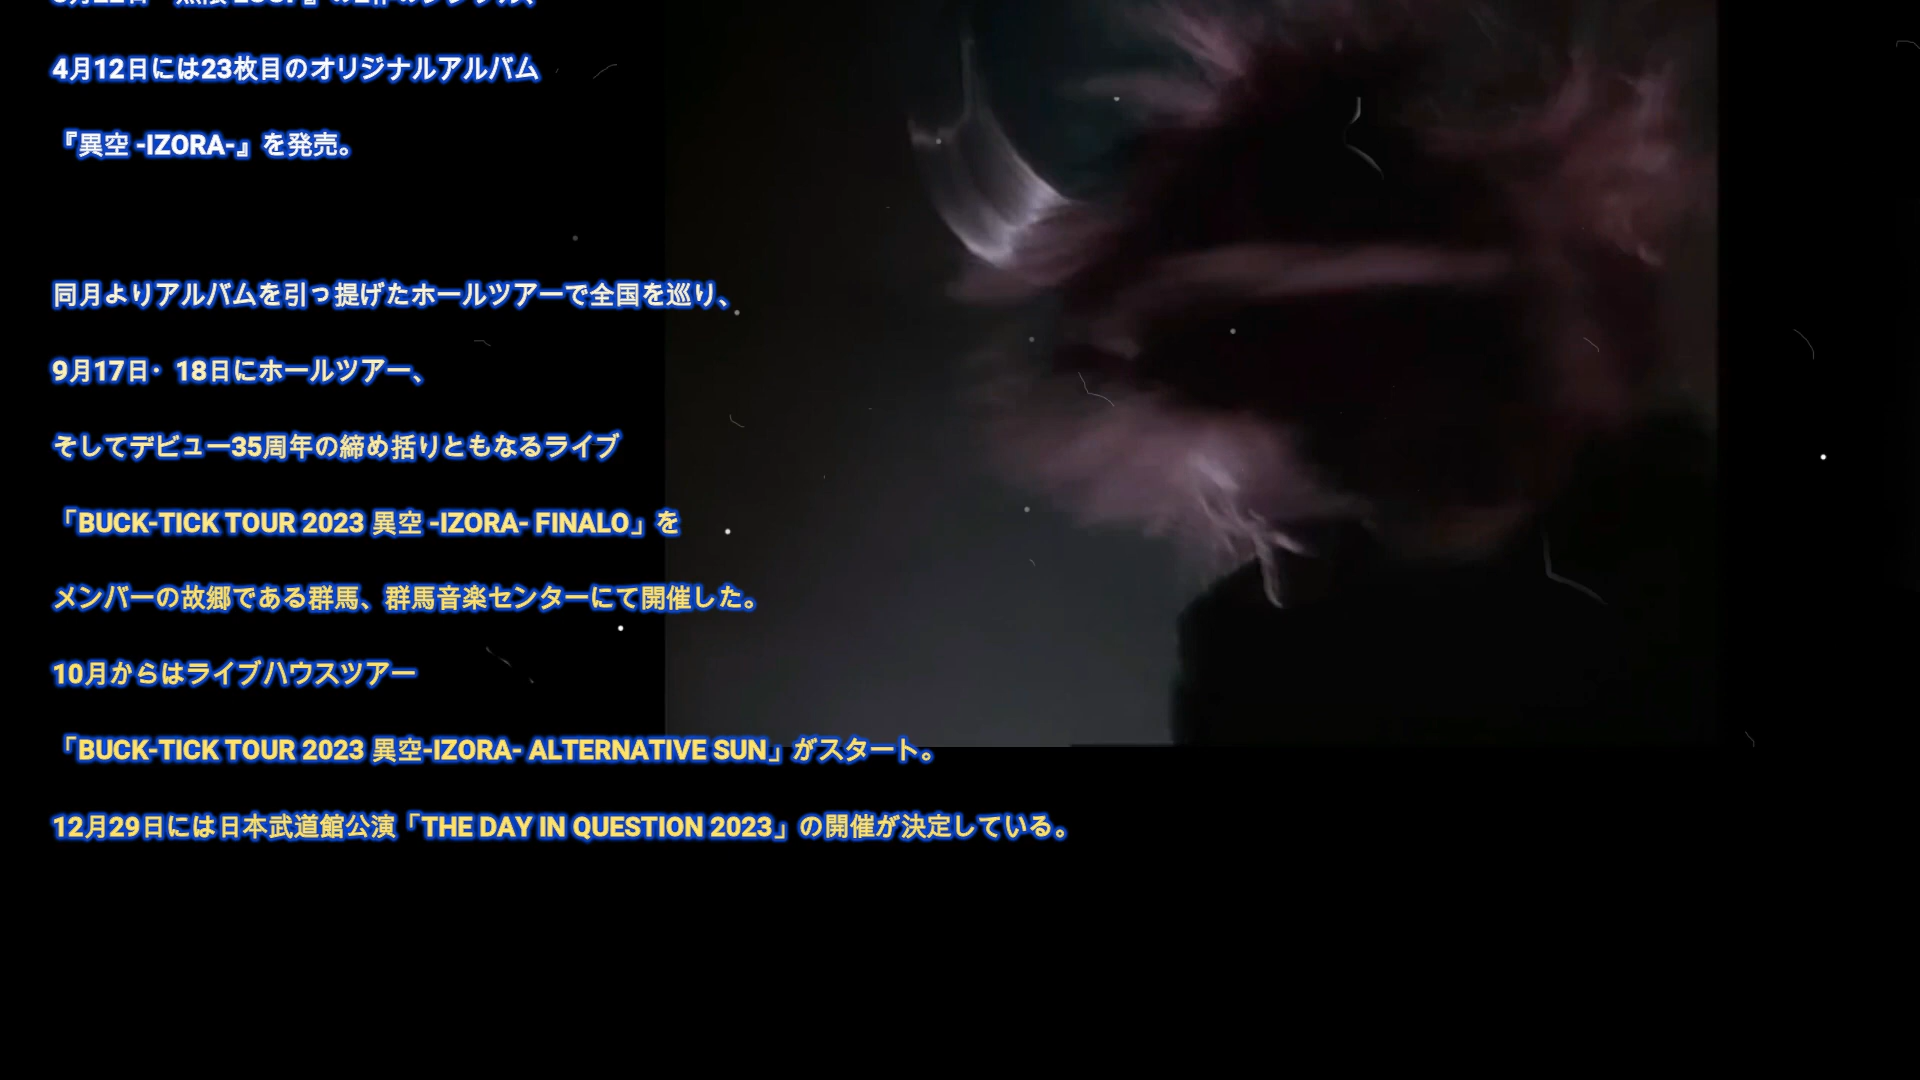 4月12日には23枚目のオリジナルアルバム
『異空 -IZORA-』を発売。
同月よりアルバムを引っ提げたホールツアーで全国を巡り、
9月17日・18日にホールツアー、
そしてデビュー35周年の締め括りともなるライブ
「BUCK-TICK TOUR 2023 異空 -IZORA- FINALO」を
メンバーの故郷である群馬、群馬音楽センターにて開催した。
10月からはライブハウスツアー
「BUCK-TICK TOUR 2023 異空-IZORA- ALTERNATIVE SUN」がスタート。
12月29日には日本武道館公演「THE DAY IN QUESTION 2023」の開催が決定している。